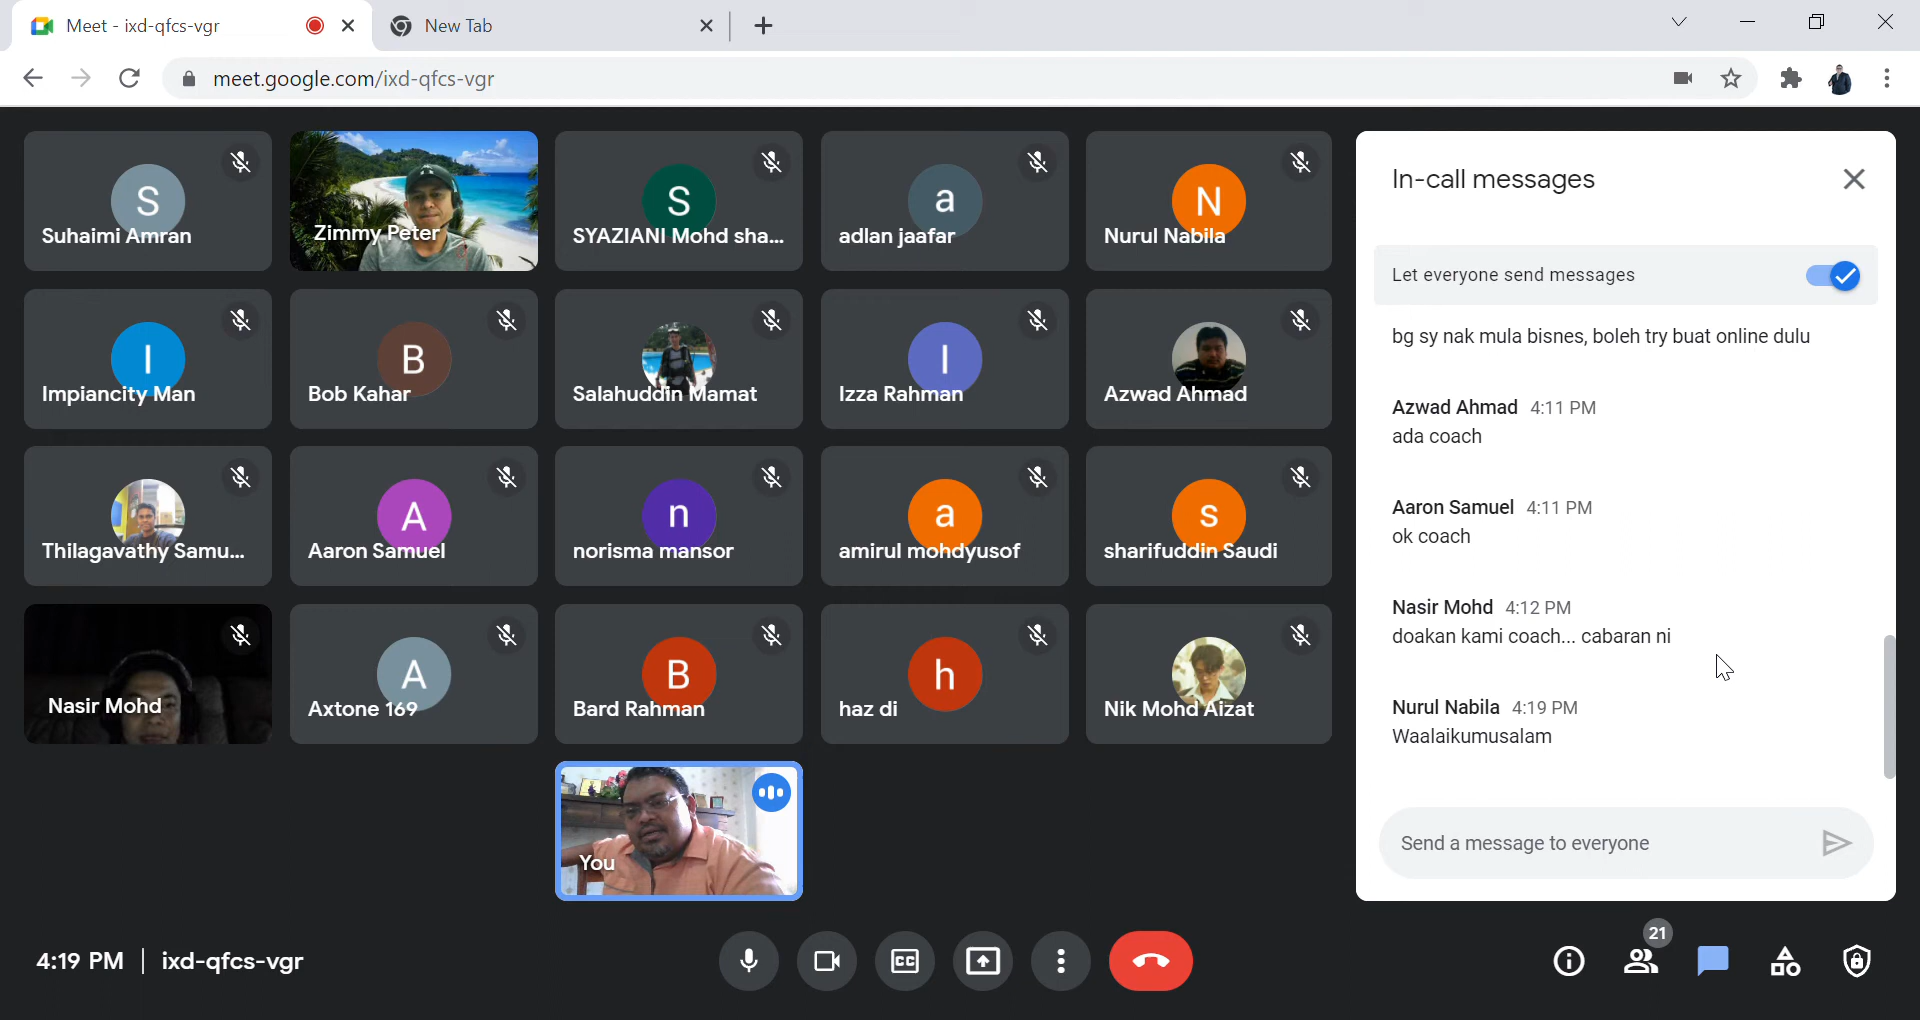 Meet - ixd-qfcs-vgr
New Tab
meet.google.com/ixd-qfcs-vgr
S
Suhaimi Amran
Zimmy Peter
S
SYAZIANI Mohd sha...
a
adlan jaafar
N
Nurul Nabila
I
Impiancity Man
B
Bob Kahar
Salahuddin Mamat
I
Izza Rahman
Azwad Ahmad
Thilagavathy Samu...
A
Aaron Samuel
n
norisma mansor
a
amirul mohdyusof
s
sharifuddin Saudi
Nasir Mohd
A
Axtone 169
B
Bard Rahman
h
haz di
Nik Mohd Aizat
You
In-call messages
Let everyone send messages
bg sy nak mula bisnes, boleh try buat online dulu
Azwad Ahmad 4:11 PM
ada coach
Aaron Samuel 4:11 PM
ok coach
Nasir Mohd 4:12 PM
doakan kami coach... cabaran ni
Nurul Nabila 4:19 PM
Waalaikumusalam
Send a message to everyone
4:19 PM | ixd-qfcs-vgr
CC
21